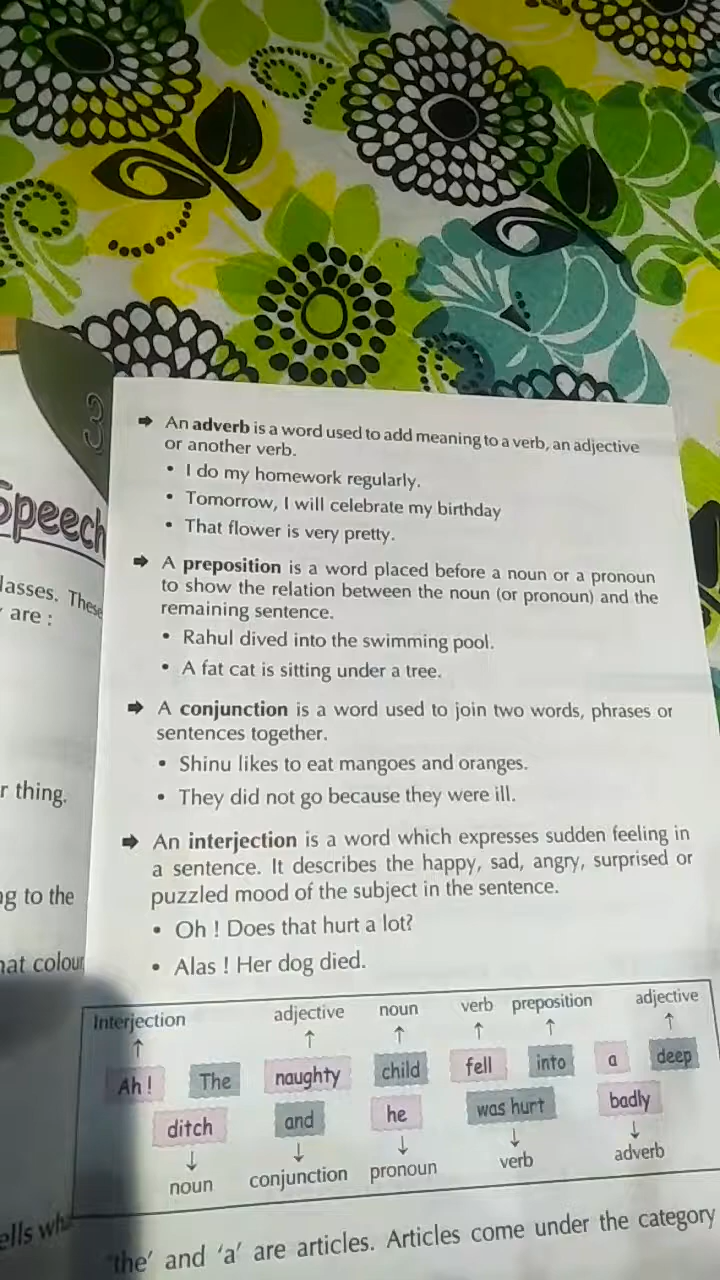 3
Speech
lasses. These
are :
r thing.
ng to the
hat colour
ells wha
➡ An adverb is a word used to add meaning to a verb, an adjective
or another verb.
• I do my homework regularly.
• Tomorrow, I will celebrate my birthday
• That flower is very pretty.
➡ A preposition is a word placed before a noun or a pronoun
to show the relation between the noun (or pronoun) and the
remaining sentence.
• Rahul dived into the swimming pool.
• A fat cat is sitting under a tree.
➡ A conjunction is a word used to join two words, phrases or
sentences together.
• Shinu likes to eat mangoes and oranges.
• They did not go because they were ill.
➡ An interjection is a word which expresses sudden feeling in
a sentence. It describes the happy, sad, angry, surprised or
puzzled mood of the subject in the sentence.
• Oh ! Does that hurt a lot?
• Alas ! Her dog died.
Interjection adjective noun verb preposition adjective
Ah ! The naughty child fell into a deep
ditch and he was hurt badly
noun conjunction pronoun verb adverb
'the' and 'a' are articles. Articles come under the category